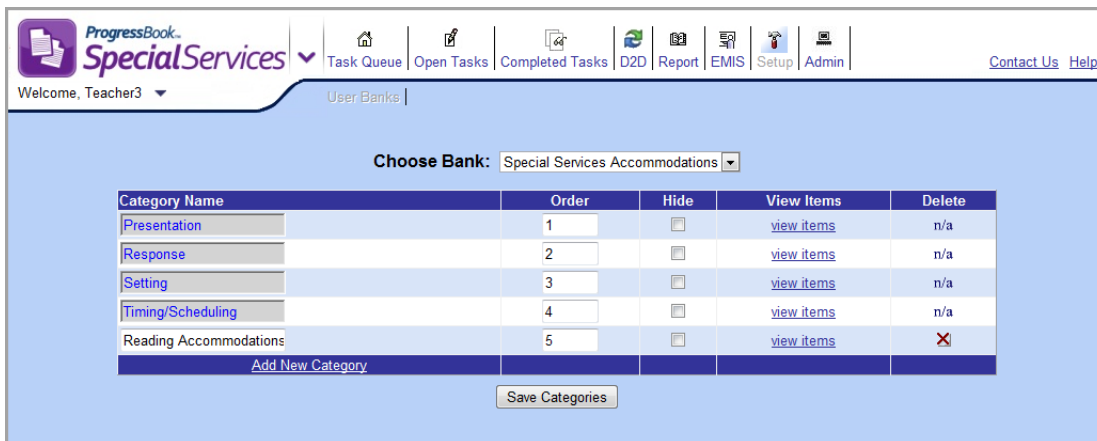 ProgressBook™
SpecialServices
Task Queue Open Tasks Completed Tasks D2D Report EMIS Setup Admin
Contact Us Help
Welcome, Teacher3
User Banks
Choose Bank: Special Services Accommodations
Category Name Order Hide View Items Delete
Presentation 1 view items n/a
Response 2 view items n/a
Setting 3 view items n/a
Timing/Scheduling 4 view items n/a
Reading Accommodations 5 view items X
Add New Category
Save Categories